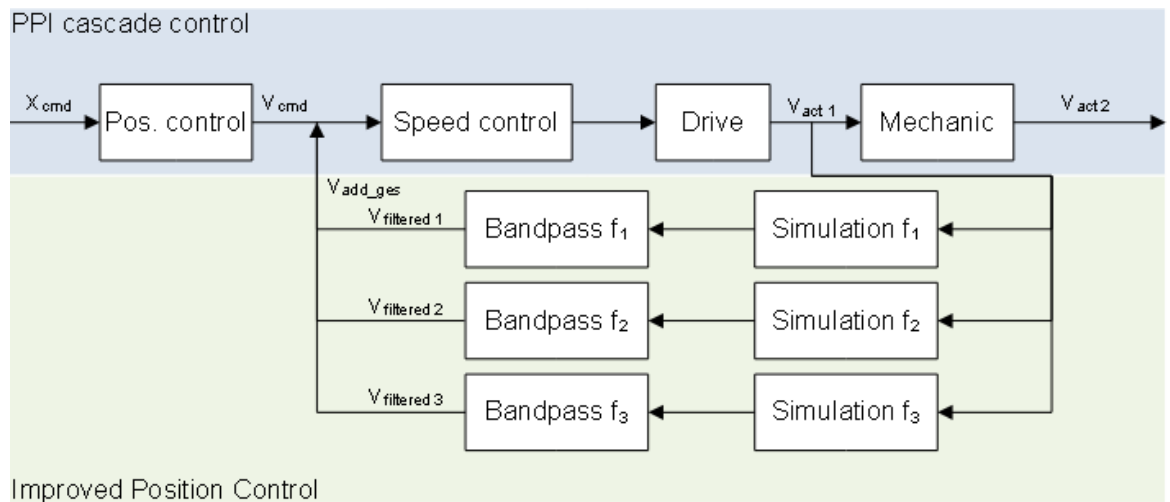 PPI cascade control
X cmd
Pos. control
V cmd
Speed control
Drive
V act 1
Mechanic
V act 2
V add_ges
V filtered 1
Bandpass f₁
Simulation f₁
V filtered 2
Bandpass f₂
Simulation f₂
V filtered 3
Bandpass f₃
Simulation f₃
Improved Position Control